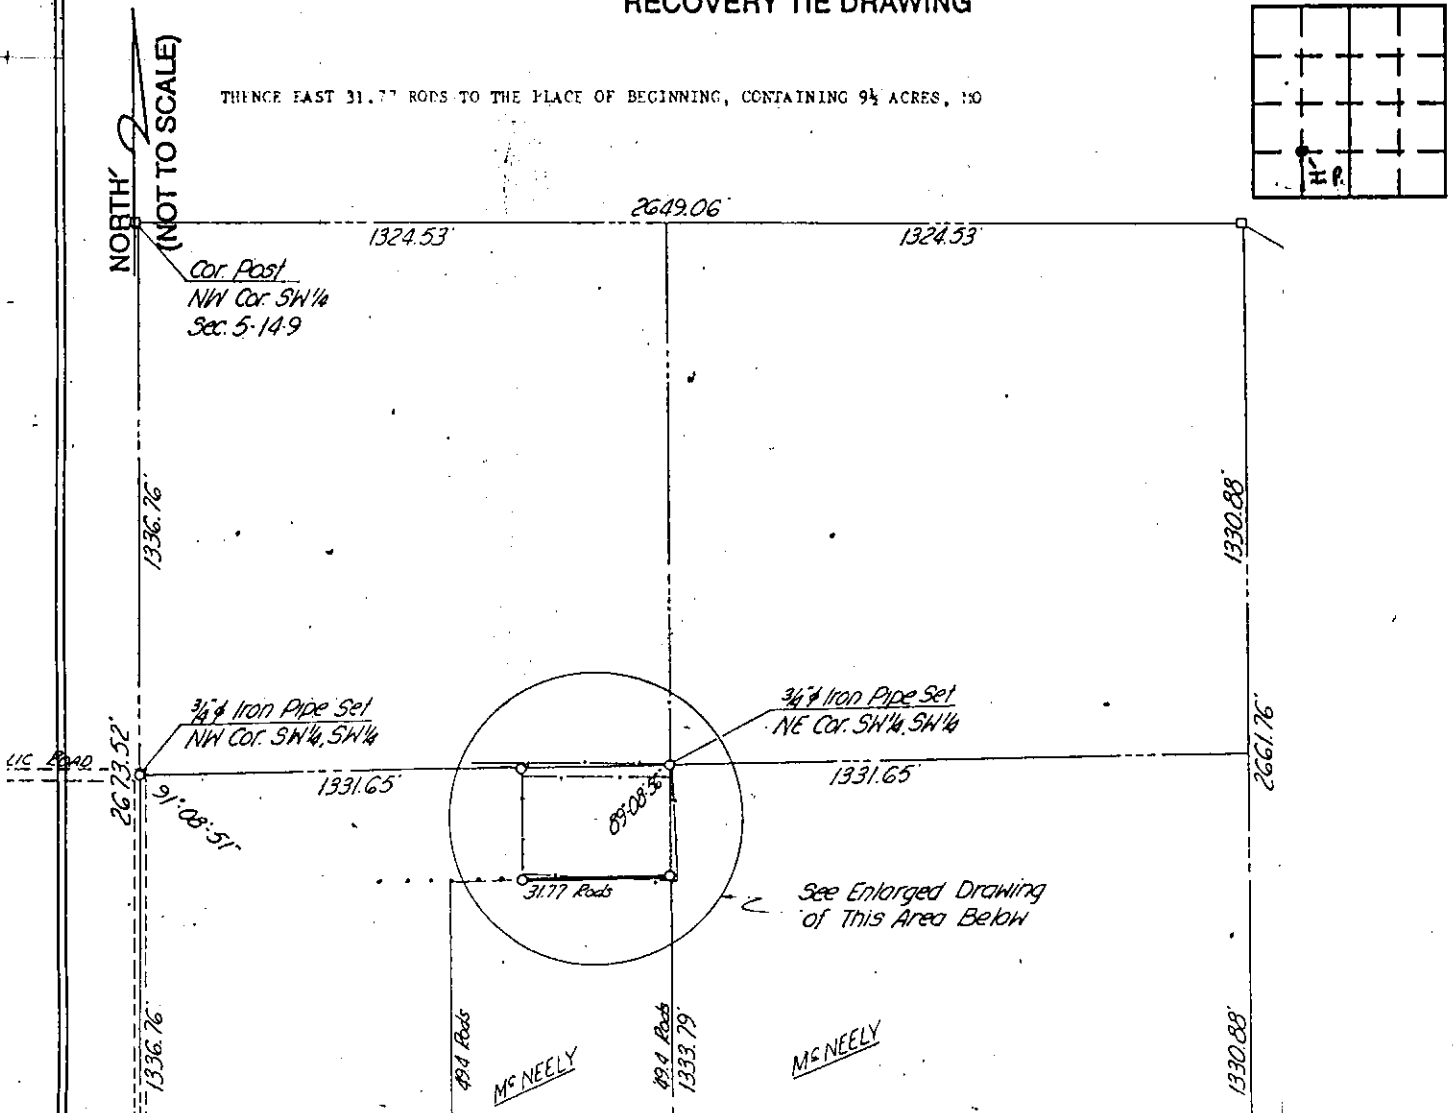 RECOVERY TIE DRAWING
NORTH
(NOT TO SCALE)
THENCE EAST 31.77 RODS TO THE PLACE OF BEGINNING, CONTAINING 9½ ACRES, MO
H.P.
2649.06'
1324.53'
1324.53'
Cor. Post
NW Cor. SW¼
Sec. 5-14-9
1336.76'
1330.88'
¾"∅ Iron Pipe Set
NW Cor. SW¼, SW¼
¾"∅ Iron Pipe Set
NE Cor. SW¼, SW¼
2673.52'
2661.76'
LIC ROAD
1331.65'
1331.65'
91°-08'-51"
89°-08'-56"
31.77 Rods
See Enlarged Drawing
of This Area Below
1336.76'
49.4 Rods
49.4 Rods
1333.79'
1330.88'
McNEELY
McNEELY